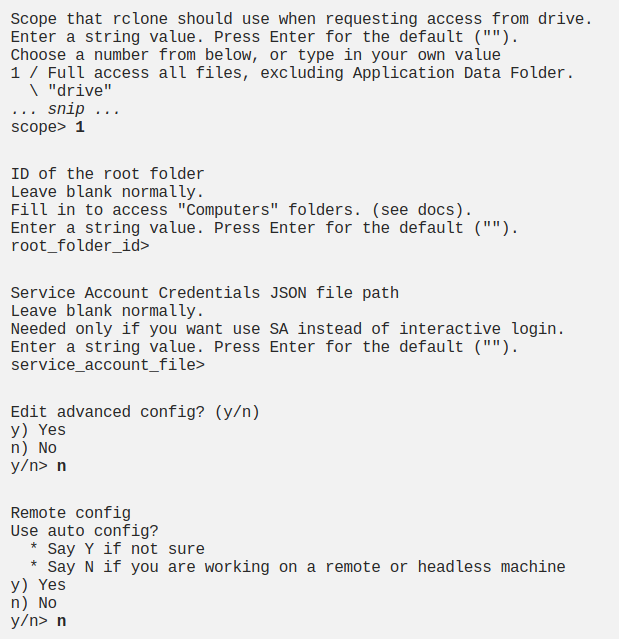 Scope that rclone should use when requesting access from drive.
Enter a string value. Press Enter for the default ("").
Choose a number from below, or type in your own value
1 / Full access all files, excluding Application Data Folder.
  \ "drive"
... snip ...
scope> 1
ID of the root folder
Leave blank normally.
Fill in to access "Computers" folders. (see docs).
Enter a string value. Press Enter for the default ("").
root_folder_id>
Service Account Credentials JSON file path
Leave blank normally.
Needed only if you want use SA instead of interactive login.
Enter a string value. Press Enter for the default ("").
service_account_file>
Edit advanced config? (y/n)
y) Yes
n) No
y/n> n
Remote config
Use auto config?
  * Say Y if not sure
  * Say N if you are working on a remote or headless machine
y) Yes
n) No
y/n> n